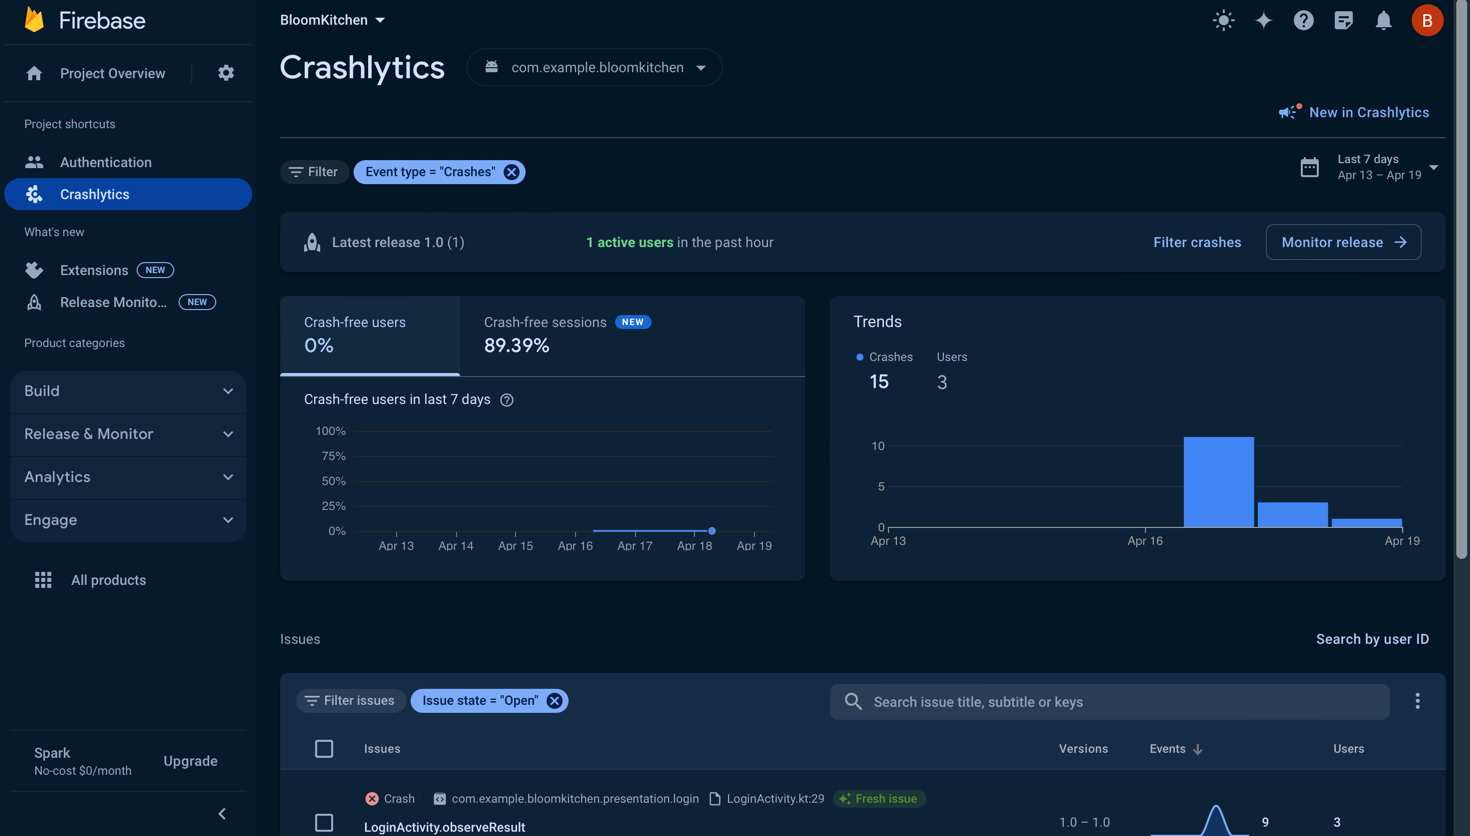 Firebase
BloomKitchen
B
Project Overview
Crashlytics
com.example.bloomkitchen
New in Crashlytics
Project shortcuts
Authentication
Crashlytics
What's new
Extensions NEW
Release Monito... NEW
Product categories
Build
Release & Monitor
Analytics
Engage
All products
Spark
No-cost $0/month
Upgrade
Filter
Event type = "Crashes"
Last 7 days
Apr 13 – Apr 19
Latest release 1.0 (1)
1 active users in the past hour
Filter crashes
Monitor release
Crash-free users
0%
Crash-free sessions NEW
89.39%
Crash-free users in last 7 days
100%
75%
50%
25%
0%
Apr 13 Apr 14 Apr 15 Apr 16 Apr 17 Apr 18 Apr 19
Trends
Crashes Users
15 3
10
5
0
Apr 13 Apr 16 Apr 19
Issues
Search by user ID
Filter issues
Issue state = "Open"
Search issue title, subtitle or keys
Issues Versions Events Users
Crash com.example.bloomkitchen.presentation.login LoginActivity.kt:29 Fresh issue
LoginActivity.observeResult
1.0 – 1.0 9 3